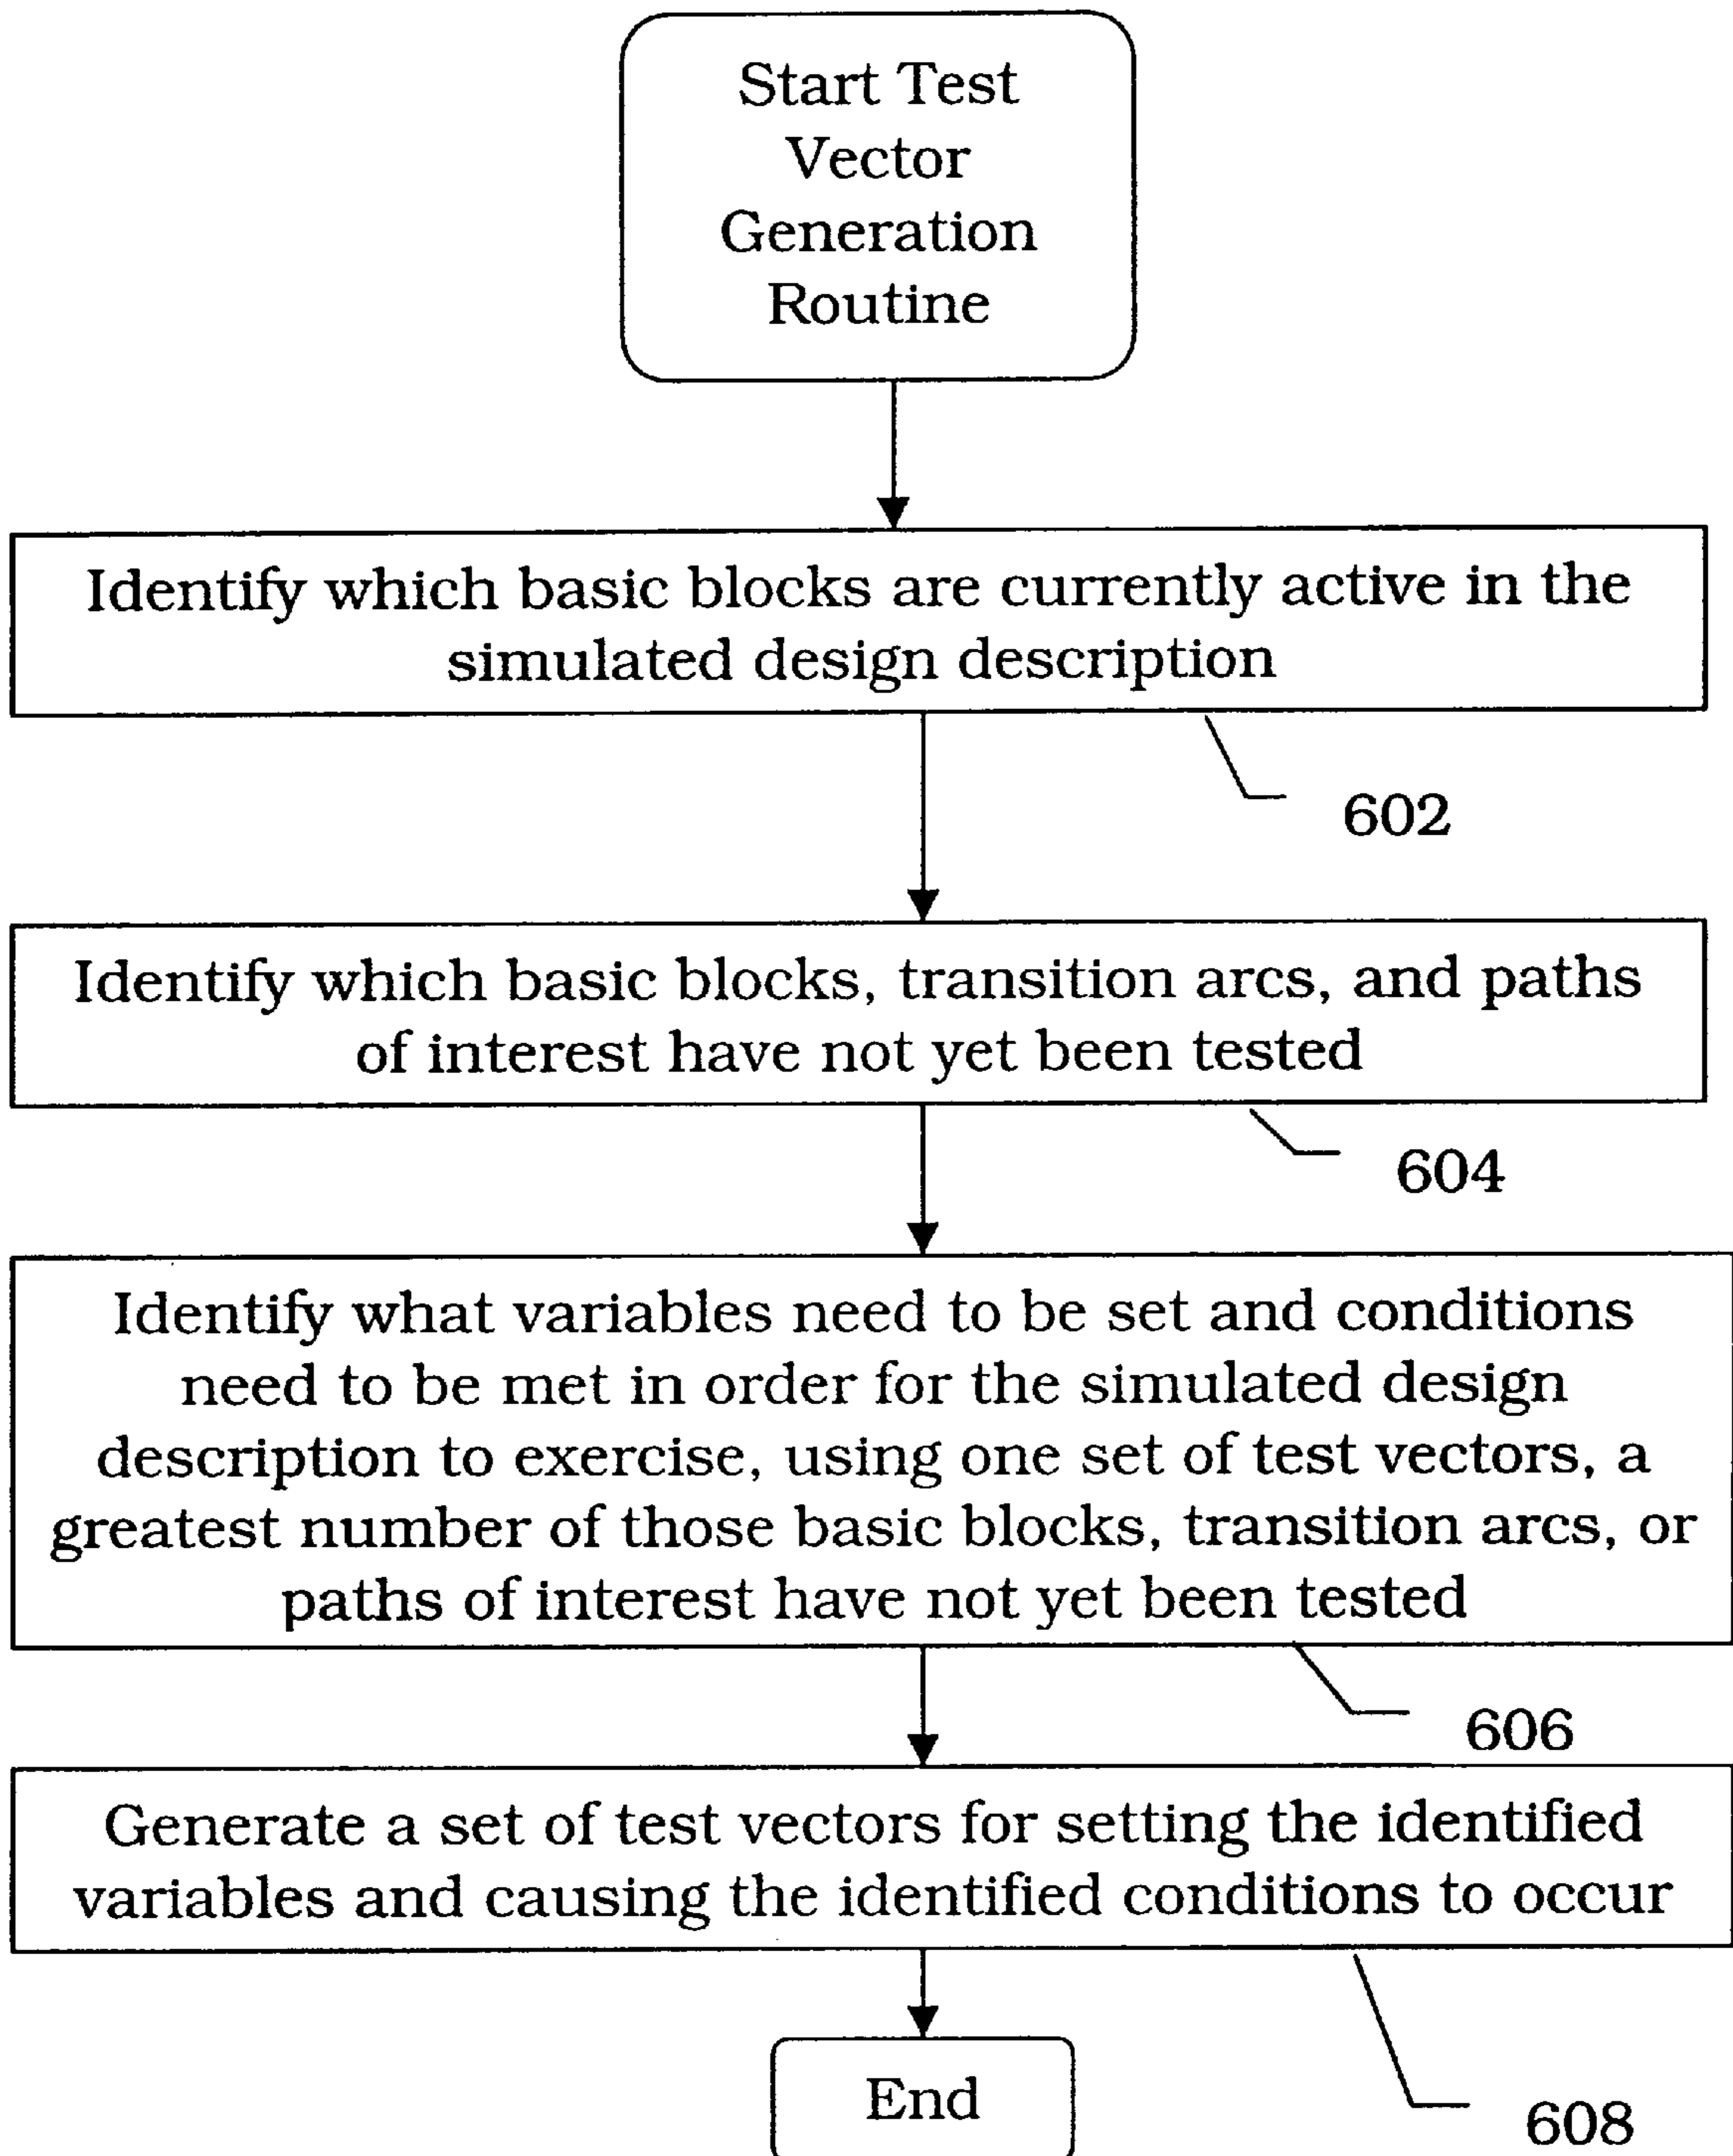 Start Test
Vector
Generation
Routine
Identify which basic blocks are currently active in the
simulated design description
602
Identify which basic blocks, transition arcs, and paths
of interest have not yet been tested
604
Identify what variables need to be set and conditions
need to be met in order for the simulated design
description to exercise, using one set of test vectors, a
greatest number of those basic blocks, transition arcs, or
paths of interest have not yet been tested
606
Generate a set of test vectors for setting the identified
variables and causing the identified conditions to occur
End
608